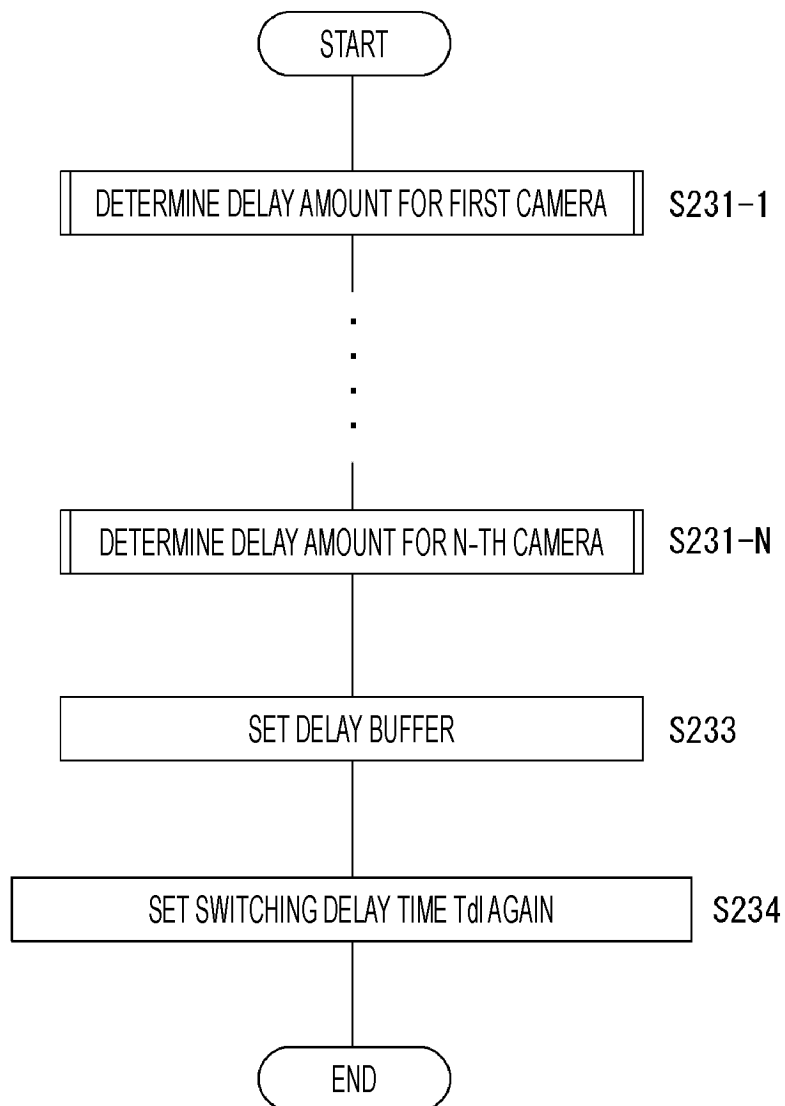 START
DETERMINE DELAY AMOUNT FOR FIRST CAMERA S231-1
DETERMINE DELAY AMOUNT FOR N-TH CAMERA S231-N
SET DELAY BUFFER S233
SET SWITCHING DELAY TIME Tdl AGAIN S234
END